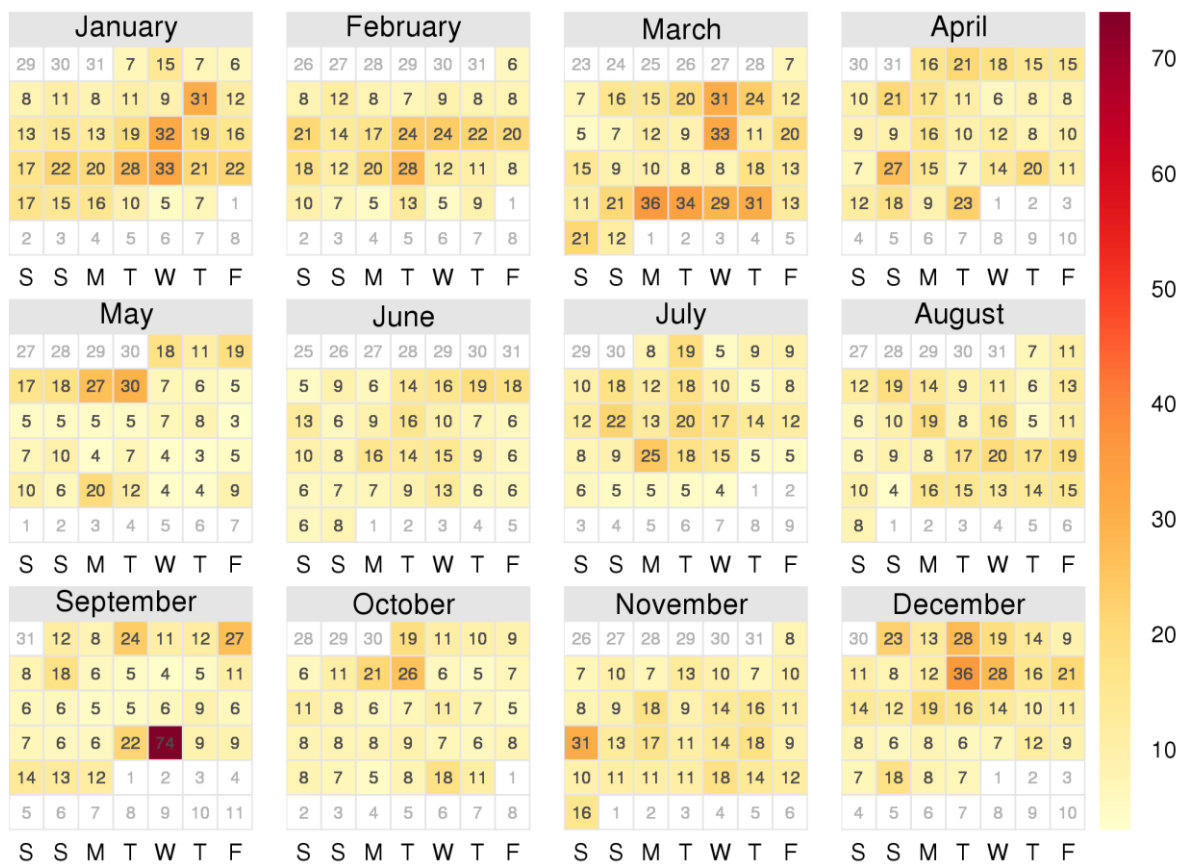 January February March April
29 30 31 7 15 7 6 26 27 28 29 30 31 6 23 24 25 26 27 28 7 30 31 16 21 18 15 15 70
8 11 8 11 9 31 12 8 12 8 7 9 8 8 7 16 15 20 31 24 12 10 21 17 11 6 8 8
13 15 13 19 32 19 16 21 14 17 24 24 22 20 5 7 12 9 33 11 20 9 9 16 10 12 8 10
17 22 20 28 33 21 22 18 12 20 28 12 11 8 15 9 10 8 8 18 13 7 27 15 7 14 20 11 60
17 15 16 10 5 7 1 10 7 5 13 5 9 1 11 21 36 34 29 31 13 12 18 9 23 1 2 3
2 3 4 5 6 7 8 2 3 4 5 6 7 8 21 12 1 2 3 4 5 4 5 6 7 8 9 10
S S M T W T F S S M T W T F S S M T W T F S S M T W T F
May June July August 50
27 28 29 30 18 11 19 25 26 27 28 29 30 31 29 30 8 19 5 9 9 27 28 29 30 31 7 11
17 18 27 30 7 6 5 5 9 6 14 16 19 18 10 18 12 18 10 5 8 12 19 14 9 11 6 13
5 5 5 5 7 8 3 13 6 9 16 10 7 6 12 22 13 20 17 14 12 6 10 19 8 16 5 11 40
7 10 4 7 4 3 5 10 8 16 14 15 9 6 8 9 25 18 15 5 5 6 9 8 17 20 17 19
10 6 20 12 4 4 9 6 7 7 9 13 6 6 6 5 5 5 4 1 2 10 4 16 15 13 14 15
1 2 3 4 5 6 7 6 8 1 2 3 4 5 3 4 5 6 7 8 9 8 1 2 3 4 5 6 30
S S M T W T F S S M T W T F S S M T W T F S S M T W T F
September October November December
31 12 8 24 11 12 27 28 29 30 19 11 10 9 26 27 28 29 30 31 8 30 23 13 28 19 14 9 20
8 18 6 5 4 5 11 6 11 21 26 6 5 7 7 10 7 13 10 7 10 11 8 12 36 28 16 21
6 6 5 5 6 9 6 11 8 6 7 11 7 5 8 9 18 9 14 16 11 14 12 19 16 14 10 11
7 6 6 22 74 9 9 8 8 8 9 7 6 8 31 13 17 11 14 18 9 8 6 8 6 7 12 9 10
14 13 12 1 2 3 4 8 7 5 8 18 11 1 10 11 11 11 18 14 12 7 18 8 7 1 2 3
5 6 7 8 9 10 11 2 3 4 5 6 7 8 16 1 2 3 4 5 6 4 5 6 7 8 9 10
S S M T W T F S S M T W T F S S M T W T F S S M T W T F